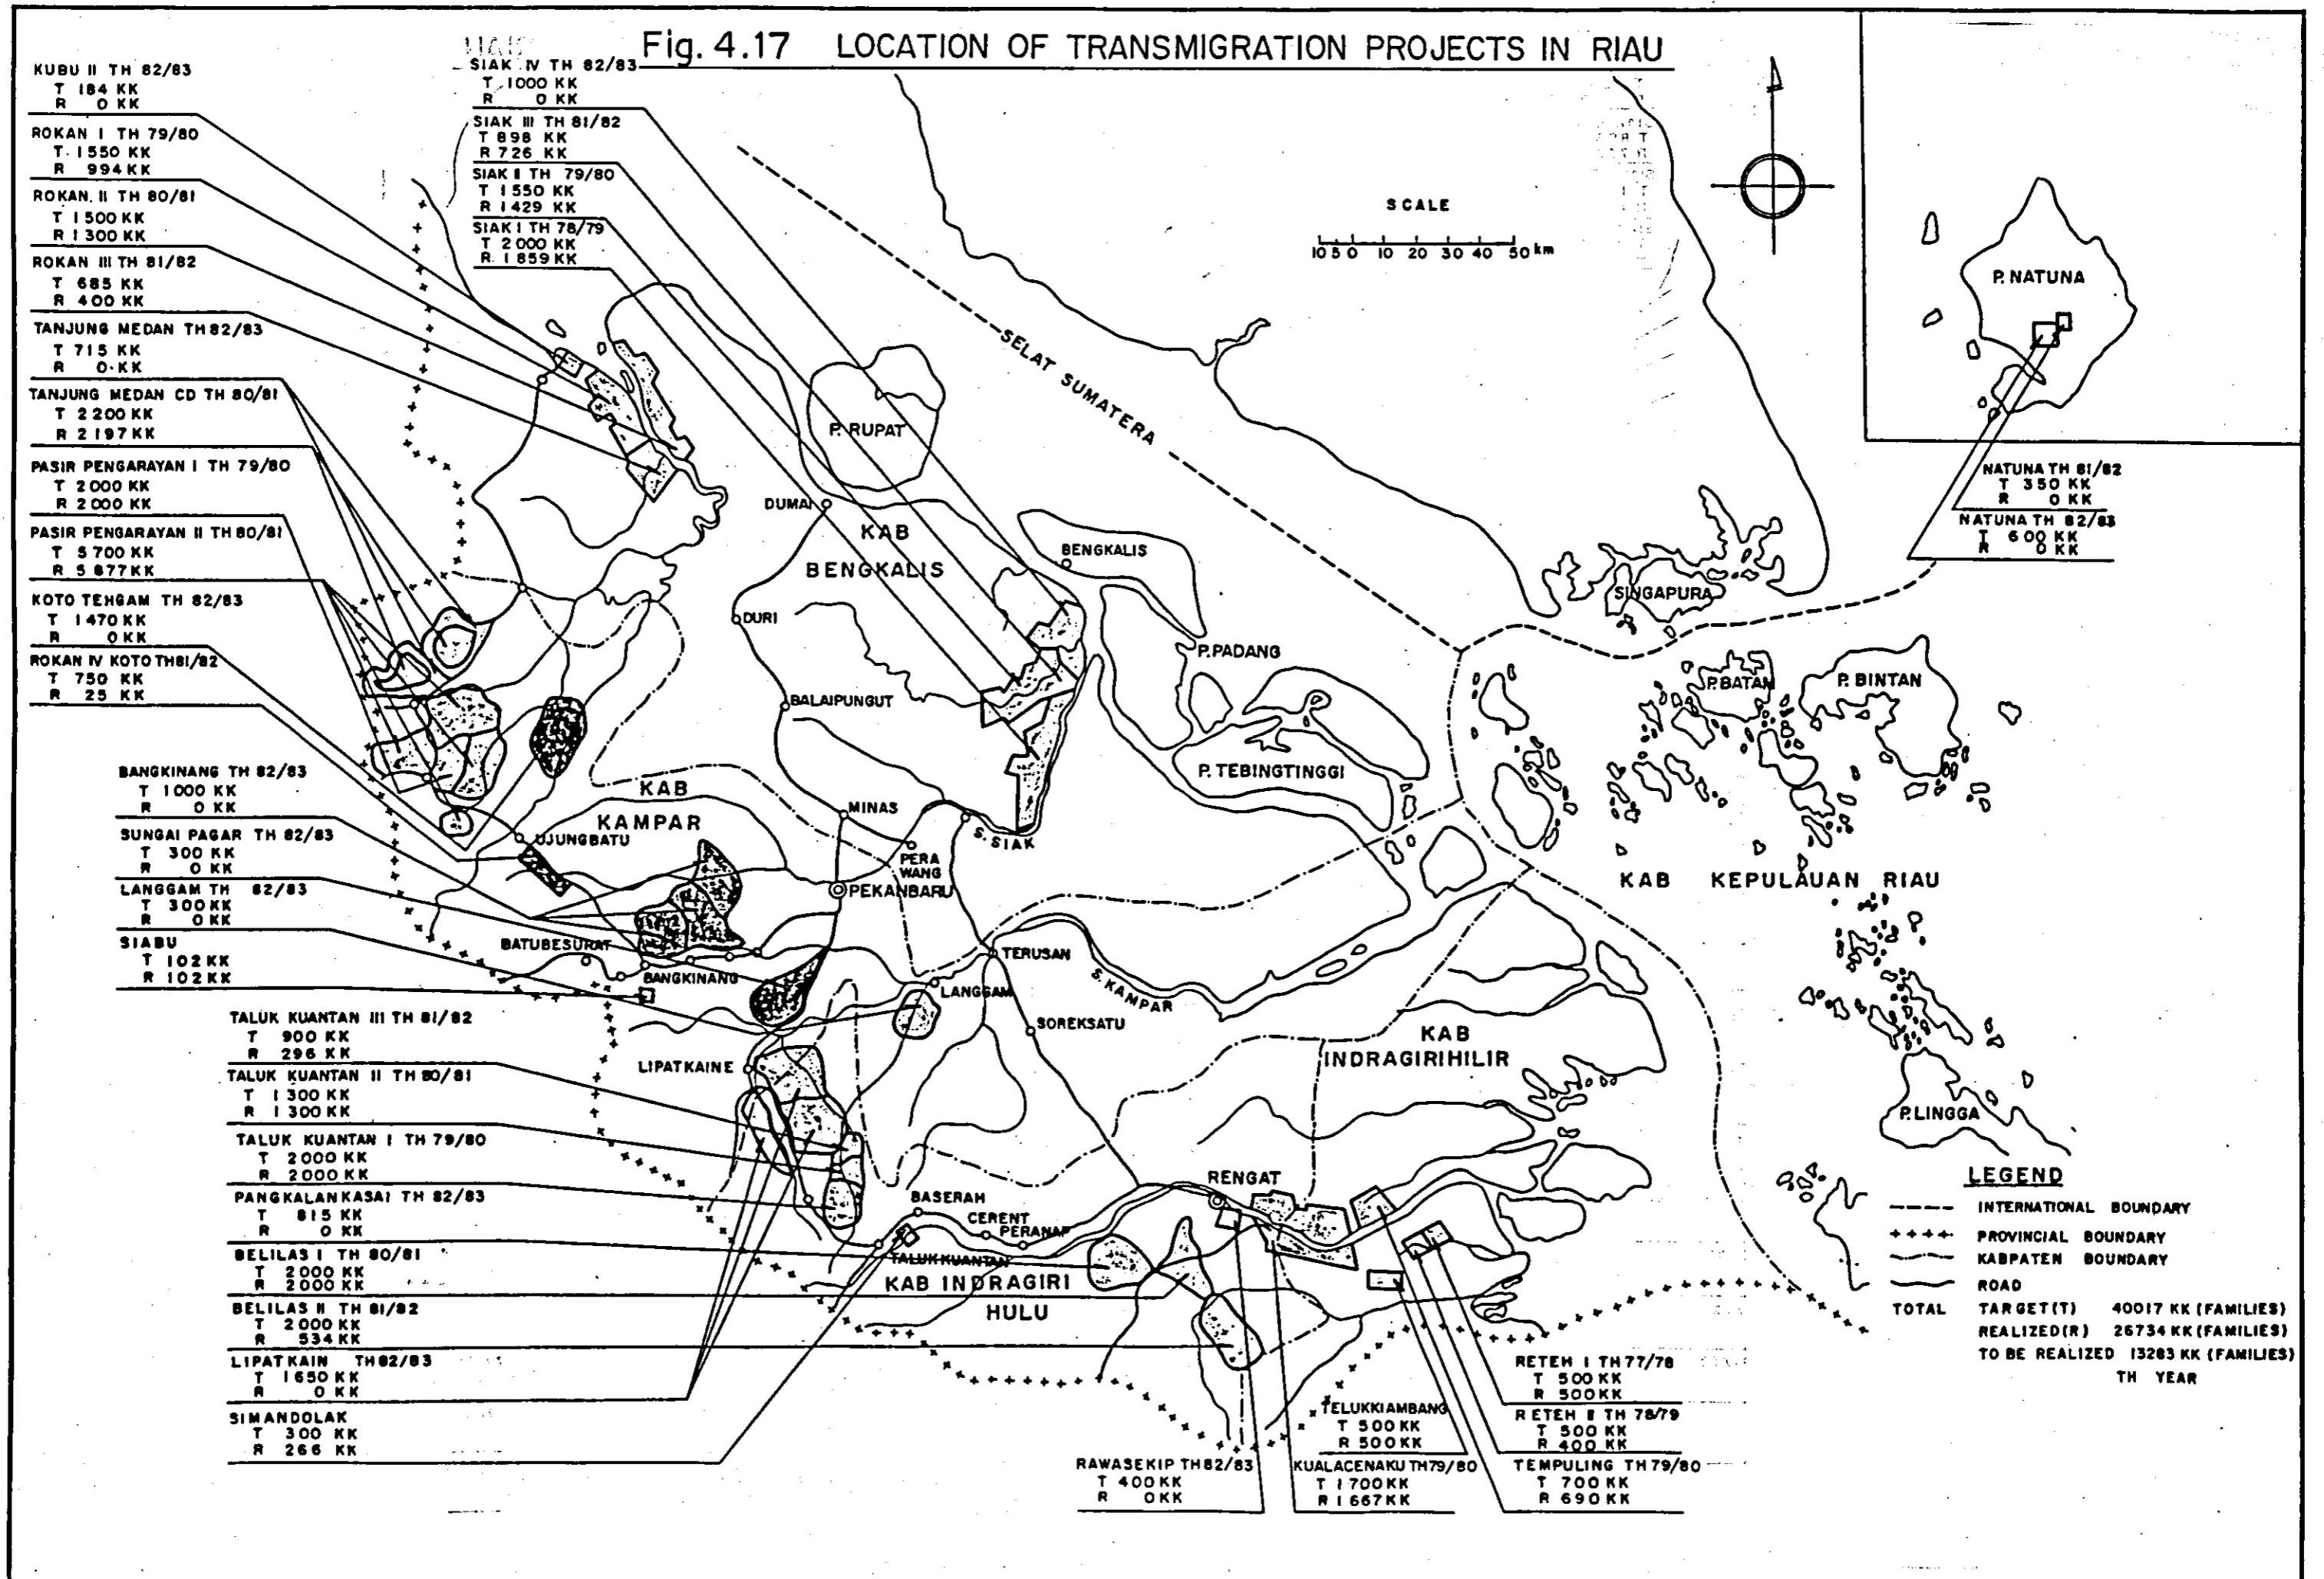 Fig. 4.17 LOCATION OF TRANSMIGRATION PROJECTS IN RIAU
KUBU II TH 82/83
T 184 KK
R 0 KK
ROKAN I TH 79/80
T 1550 KK
R 994 KK
ROKAN II TH 80/81
T 1500 KK
R 1300 KK
ROKAN III TH 81/82
T 685 KK
R 400 KK
TANJUNG MEDAN TH 82/83
T 715 KK
R 0 KK
TANJUNG MEDAN CD TH 80/81
T 2200 KK
R 2197 KK
PASIR PENGARAYAN I TH 79/80
T 2000 KK
R 2000 KK
PASIR PENGARAYAN II TH 80/81
T 5700 KK
R 5877 KK
KOTO TEHGAM TH 82/83
T 1470 KK
R 0 KK
ROKAN IV KOTO TH 81/82
T 750 KK
R 25 KK
BANGKINANG TH 82/83
T 1000 KK
R 0 KK
SUNGAI PAGAR TH 82/83
T 300 KK
R 0 KK
LANGGAM TH 82/83
T 300 KK
R 0 KK
SIABU
T 102 KK
R 102 KK
TALUK KUANTAN III TH 81/82
T 900 KK
R 296 KK
TALUK KUANTAN II TH 80/81
T 1300 KK
R 1300 KK
TALUK KUANTAN I TH 79/80
T 2000 KK
R 2000 KK
PANGKALAN KASAI TH 82/83
T 815 KK
R 0 KK
BELILAS I TH 80/81
T 2000 KK
R 2000 KK
BELILAS II TH 81/82
T 2000 KK
R 534 KK
LIPATKAIN TH 82/83
T 1650 KK
R 0 KK
SIMANDOLAK
T 300 KK
R 266 KK
SIAK IV TH 82/83
T 1000 KK
R 0 KK
SIAK III TH 81/82
T 898 KK
R 726 KK
SIAK II TH 79/80
T 1550 KK
R 1429 KK
SIAK I TH 78/79
T 2000 KK
R 1859 KK
SCALE
10 5 0 10 20 30 40 50 km
SELAT SUMATERA
P. NATUNA
NATUNA TH 81/82
T 350 KK
R 0 KK
NATUNA TH 82/83
T 600 KK
R 0 KK
P. RUPAT
DUMAI
KAB
BENGKALIS
BENGKALIS
DURI
SINGAPURA
P.PADANG
P.BATAN
P. BINTAN
BALAIPUNGUT
P. TEBINGTINGGI
KAB
KAMPAR
MINAS
UJUNGBATU
S. SIAK
PERA
WANG
PEKANBARU
KAB KEPULAUAN RIAU
BATUBESURAT
BANGKINANG
TERUSAN
LANGGAM
S. KAMPAR
SOREKSATU
KAB
INDRAGIRIHILIR
LIPATKAINE
P.LINGGA
RENGAT
BASERAH
CERENT
PERANAP
TALUK KUANTAN
KAB INDRAGIRI
HULU
RAWASEKIP TH 82/83
T 400 KK
R 0 KK
TELUKKIAMBANG
T 500 KK
R 500 KK
KUALACENAKU TH 79/80
T 1700 KK
R 1667 KK
RETEH I TH 77/78
T 500 KK
R 500 KK
RETEH II TH 78/79
T 500 KK
R 400 KK
TEMPULING TH 79/80
T 700 KK
R 690 KK
LEGEND
INTERNATIONAL BOUNDARY
PROVINCIAL BOUNDARY
KABPATEN BOUNDARY
ROAD
TOTAL TARGET(T) 40017 KK (FAMILIES)
REALIZED(R) 26734 KK (FAMILIES)
TO BE REALIZED 13283 KK (FAMILIES)
TH YEAR